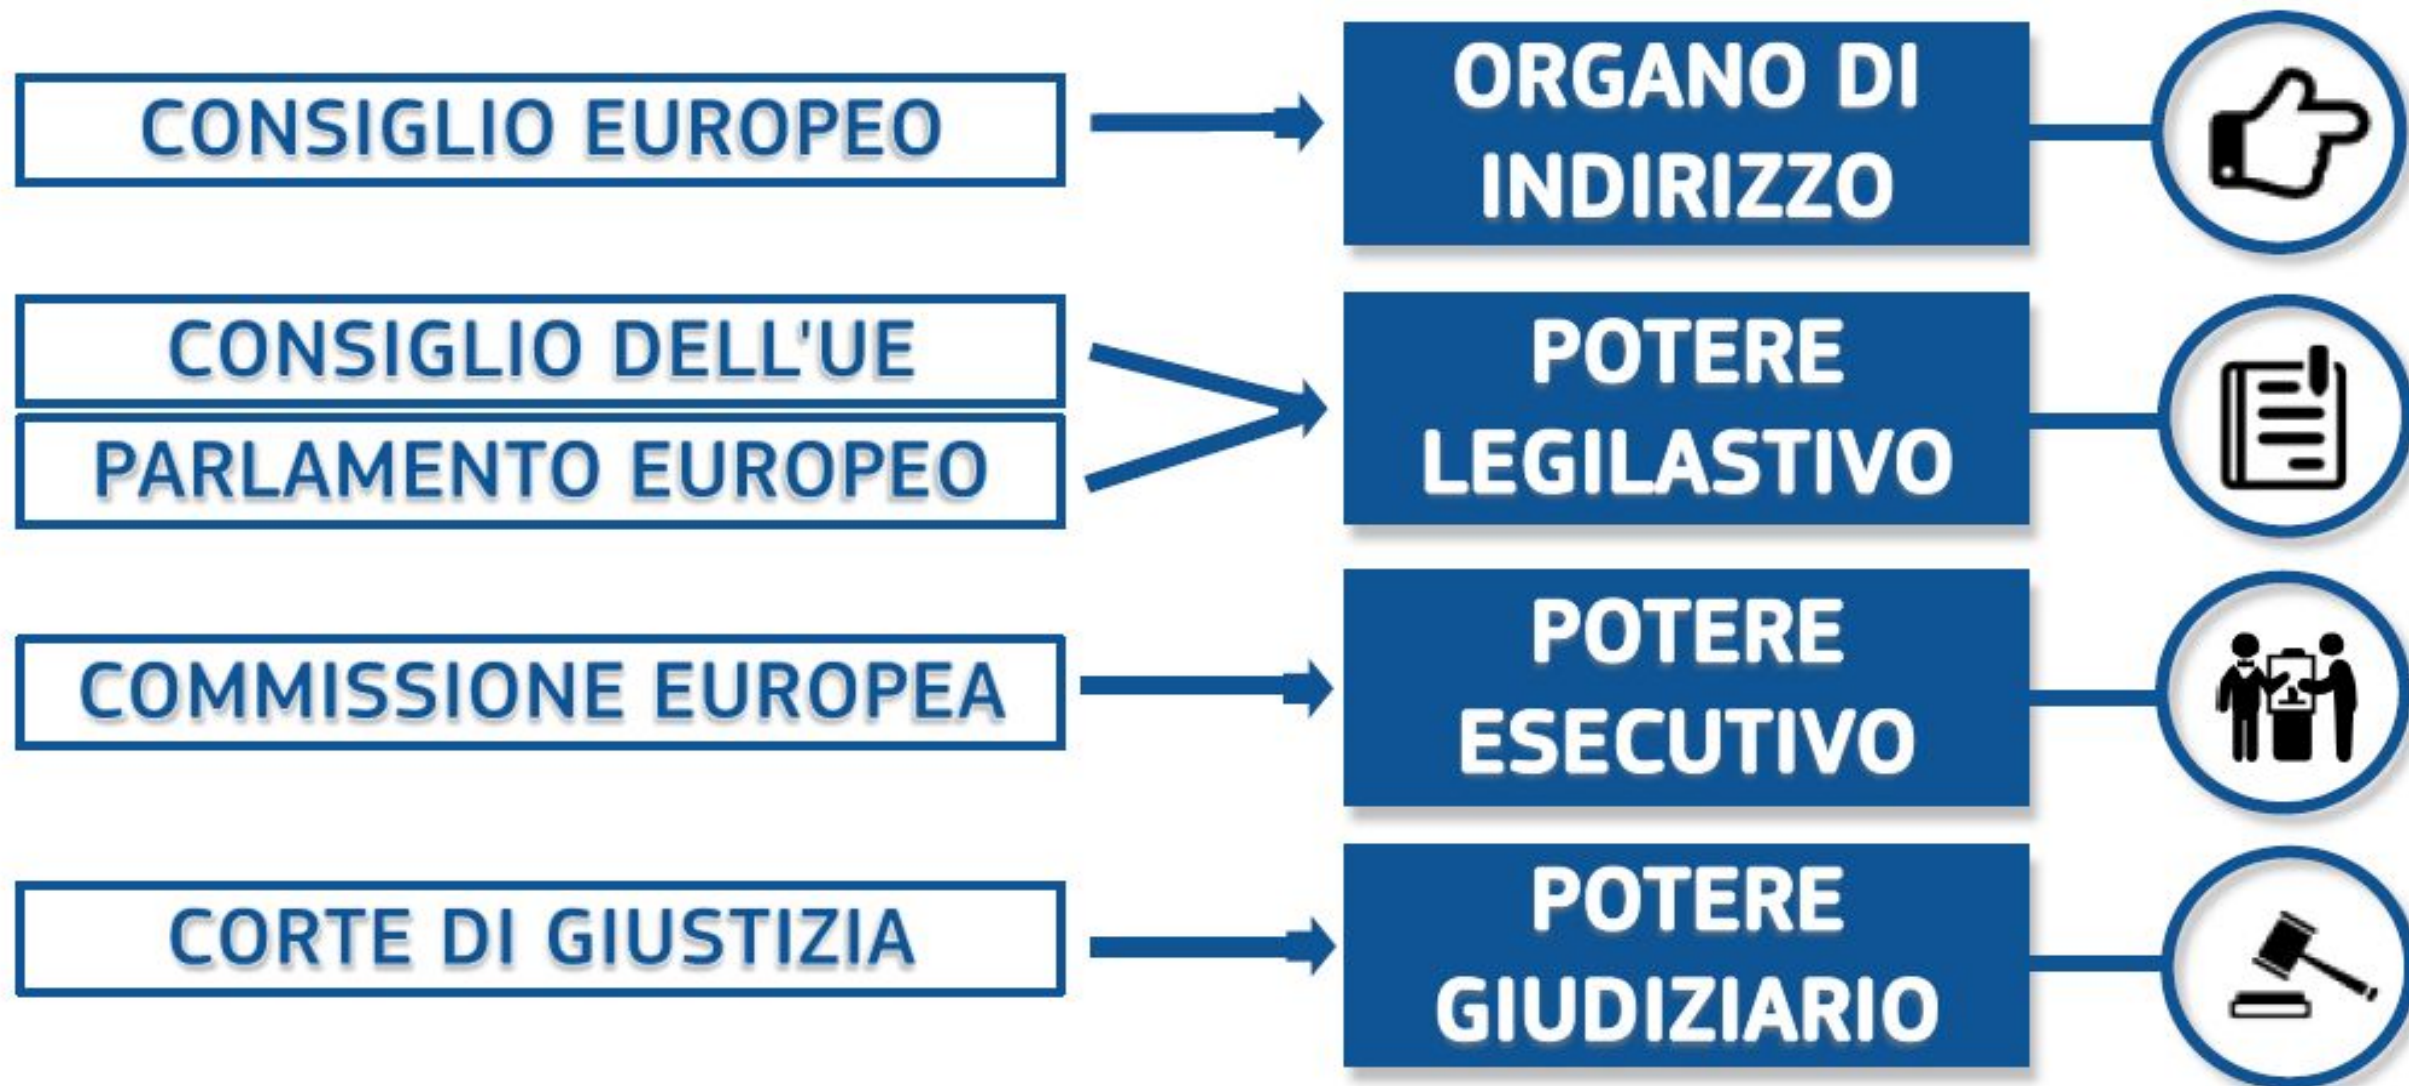 CONSIGLIO EUROPEO
ORGANO DI
INDIRIZZO
CONSIGLIO DELL'UE
PARLAMENTO EUROPEO
POTERE
LEGILASTIVO
COMMISSIONE EUROPEA
POTERE
ESECUTIVO
CORTE DI GIUSTIZIA
POTERE
GIUDIZIARIO